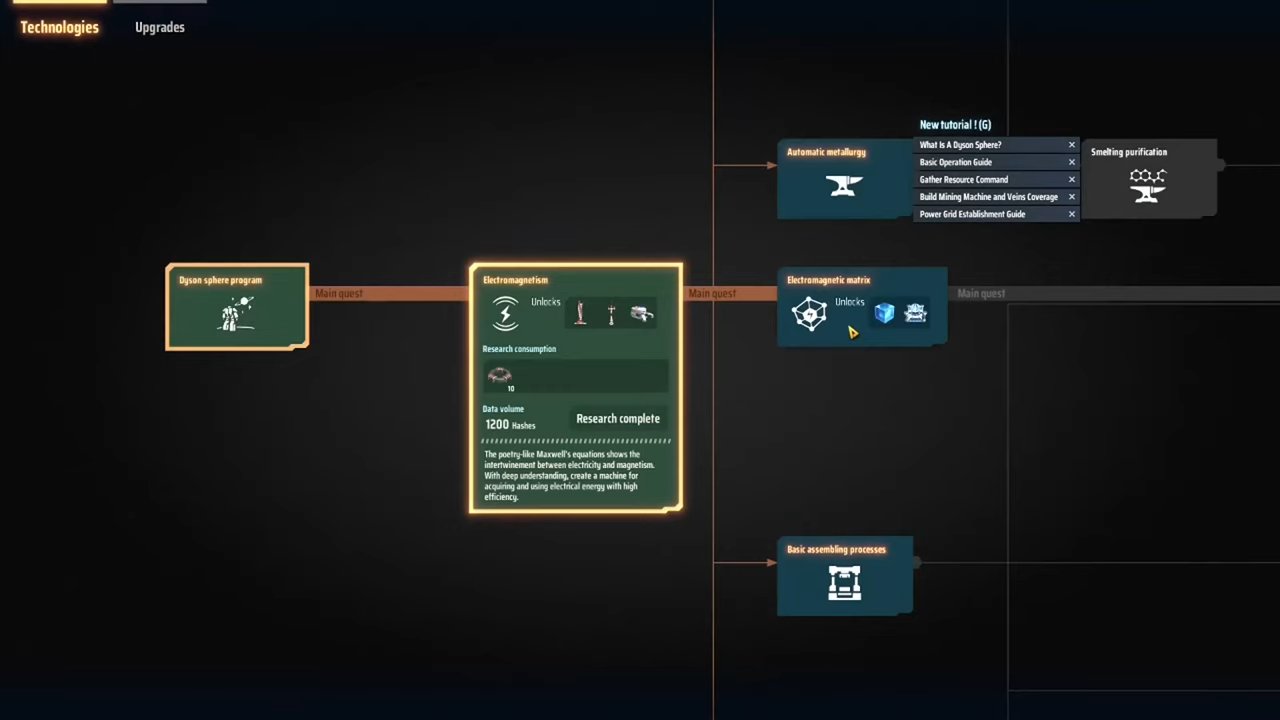 Technologies
Upgrades
New tutorial ! (G)
What Is A Dyson Sphere?
Basic Operation Guide
Gather Resource Command
Build Mining Machine and Veins Coverage
Power Grid Establishment Guide
Automatic metallurgy
Smelting purification
Dyson sphere program
Main quest
Electromagnetism
Unlocks
Research consumption
10
Data volume
1200 Hashes
Research complete
The poetry-like Maxwell's equations shows the
intertwinement between electricity and magnetism.
With deep understanding, create a machine for
acquiring and using electrical energy with high
efficiency.
Main quest
Electromagnetic matrix
Unlocks
Main quest
Basic assembling processes